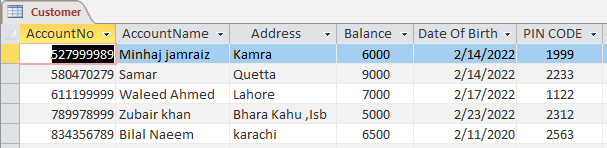 Customer
AccountNo AccountName Address Balance Date Of Birth PIN CODE
527999989 Minhaj jamraiz Kamra 6000 2/14/2022 1999
580470279 Samar Quetta 9000 2/14/2022 2233
611199999 Waleed Ahmed Lahore 7000 2/17/2022 1122
789978999 Zubair khan Bhara Kahu ,Isb 5000 2/23/2022 2312
834356789 Bilal Naeem karachi 6500 2/11/2020 2563